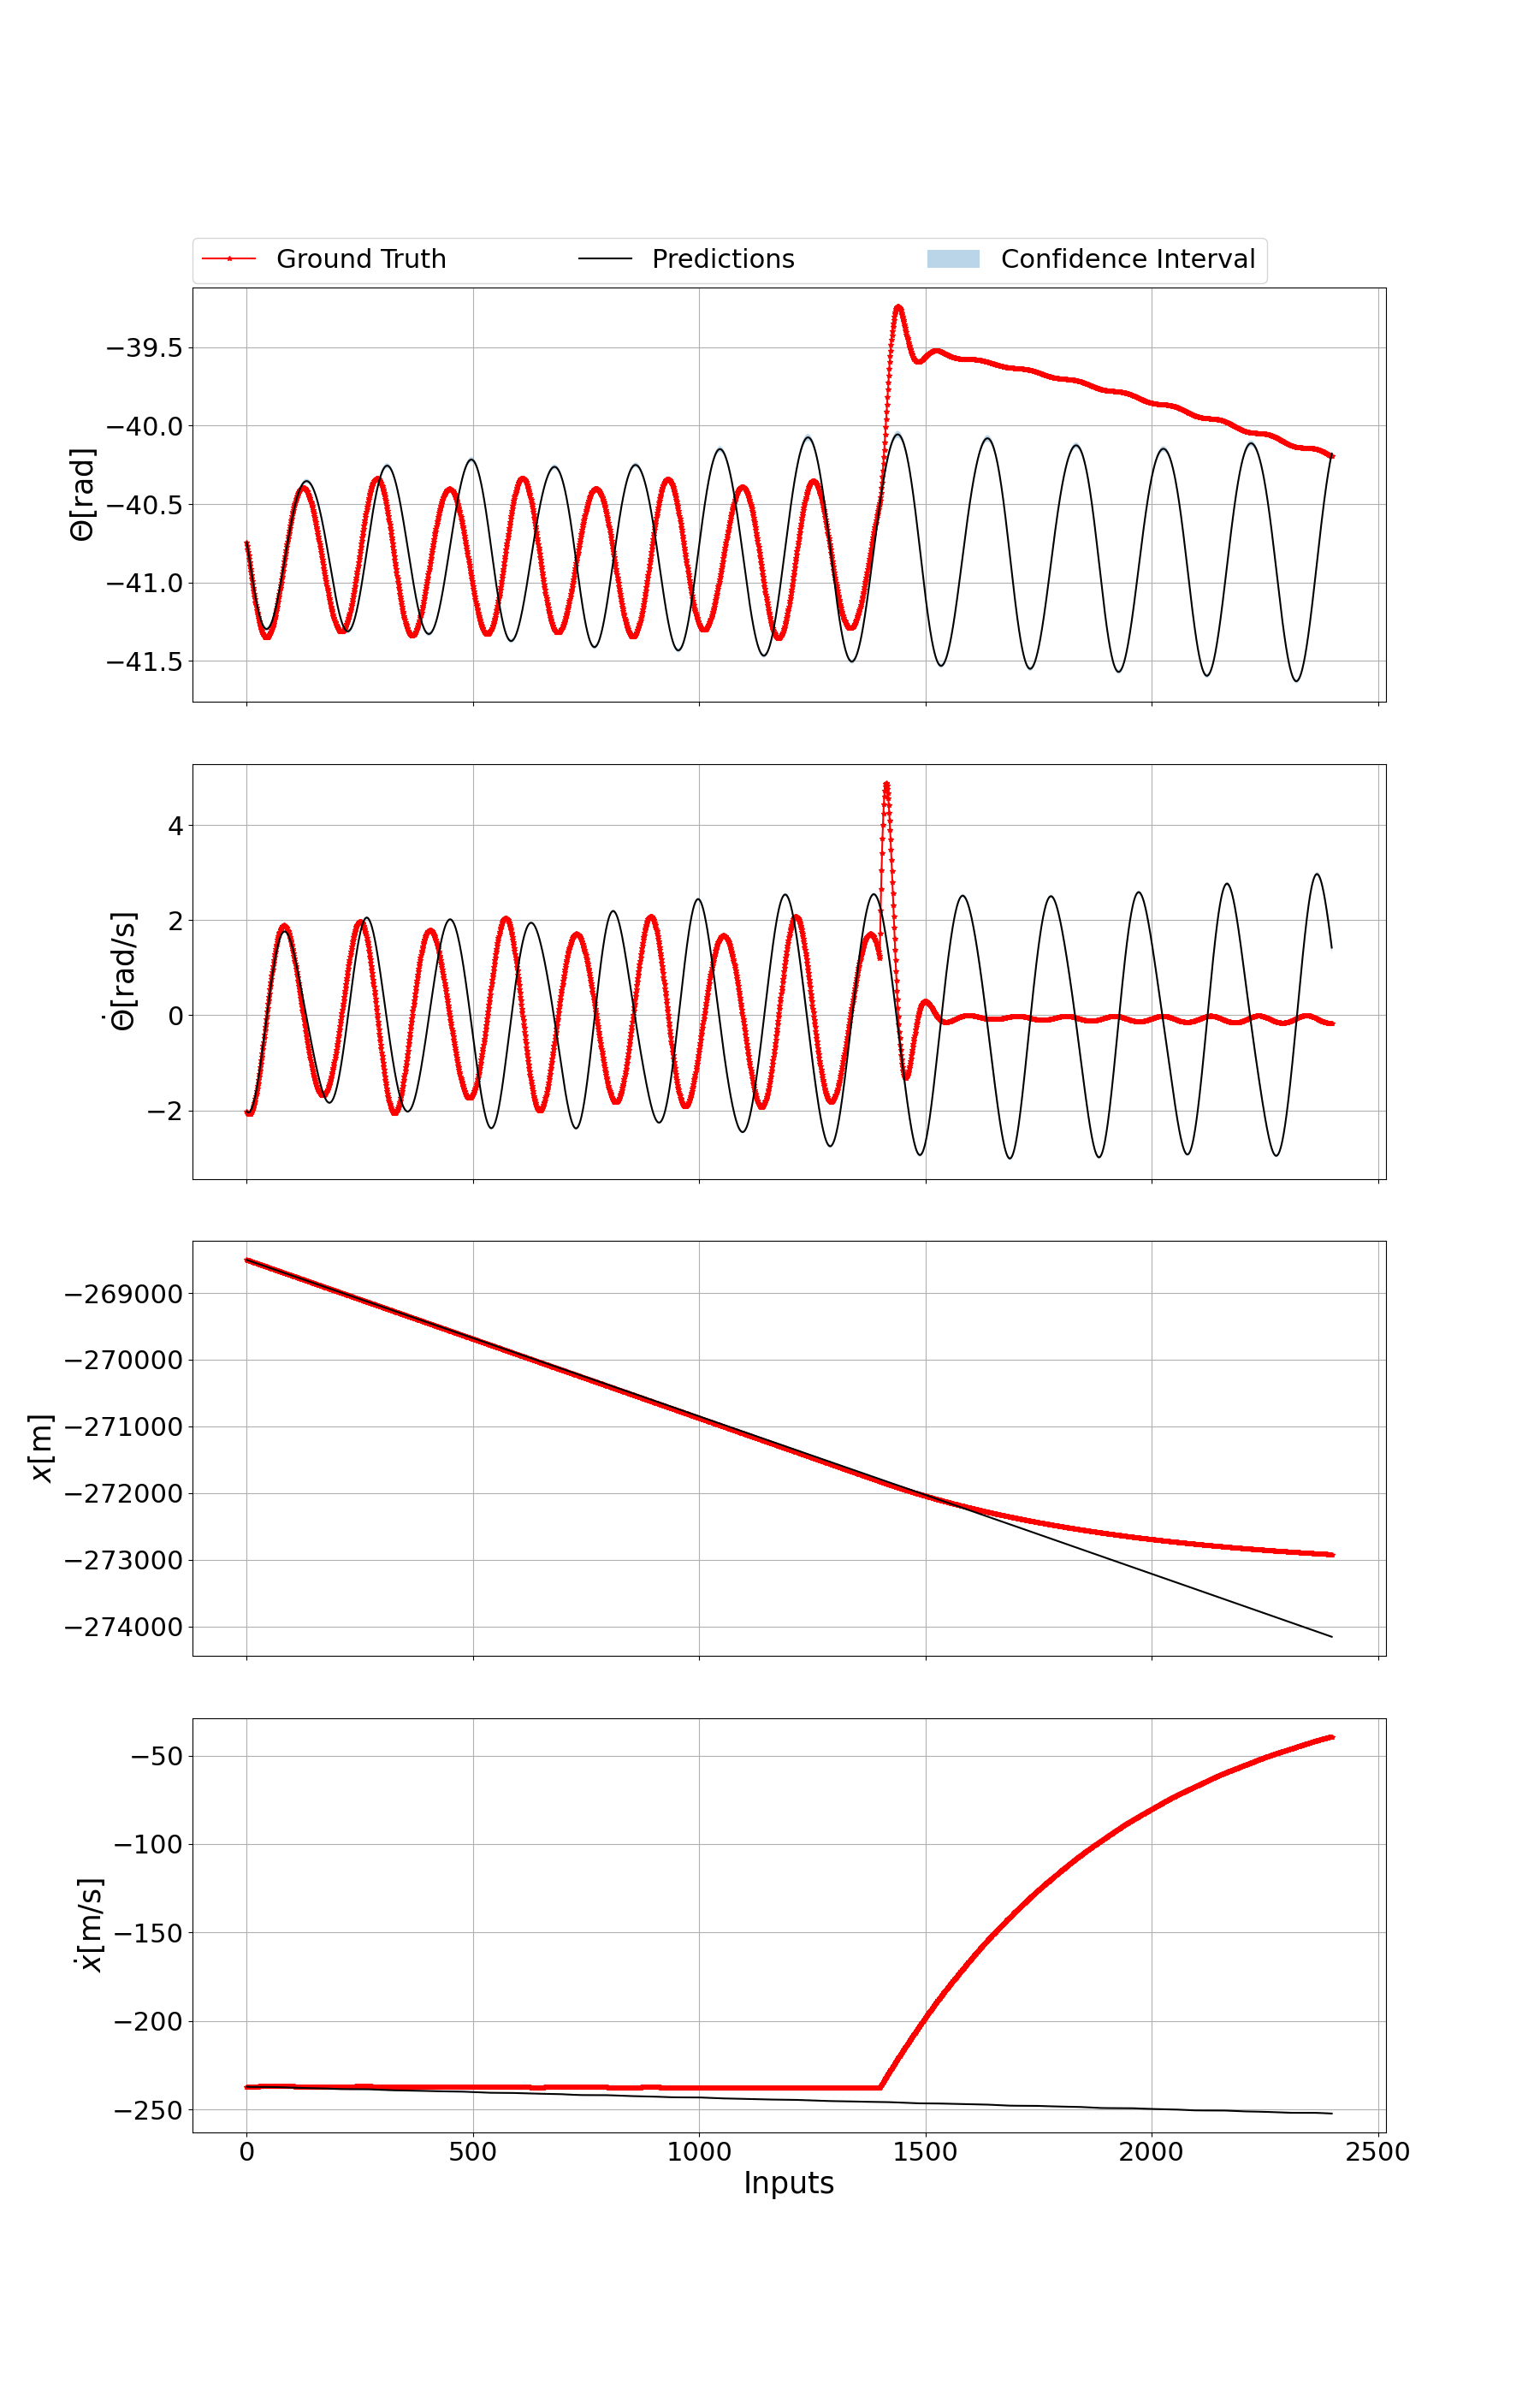 Ground Truth Predictions Confidence Interval
−39.5
−40.0
−40.5
−41.0
−41.5
Θ[rad]
4
2
0
−2
Θ̇[rad/s]
−269000
−270000
−271000
−272000
−273000
−274000
x[m]
−50
−100
−150
−200
−250
ẋ[m/s]
0 500 1000 1500 2000 2500
Inputs